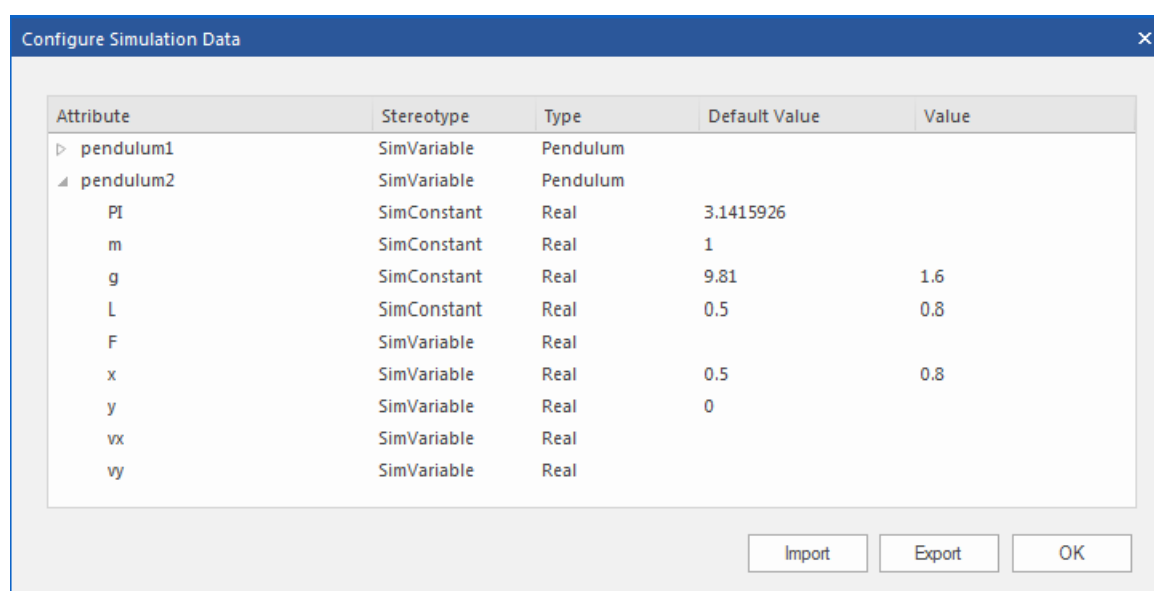 Configure Simulation Data
Attribute Stereotype Type Default Value Value
pendulum1 SimVariable Pendulum
pendulum2 SimVariable Pendulum
PI SimConstant Real 3.1415926
m SimConstant Real 1
g SimConstant Real 9.81 1.6
L SimConstant Real 0.5 0.8
F SimVariable Real
x SimVariable Real 0.5 0.8
y SimVariable Real 0
vx SimVariable Real
vy SimVariable Real
Import Export OK